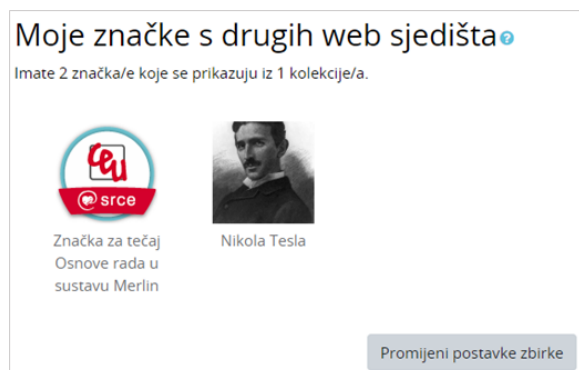 Moje značke s drugih web sjedišta
Imate 2 značka/e koje se prikazuju iz 1 kolekcije/a.
ceu
@ srce
Značka za tečaj
Osnove rada u
sustavu Merlin
Nikola Tesla
Promijeni postavke zbirke